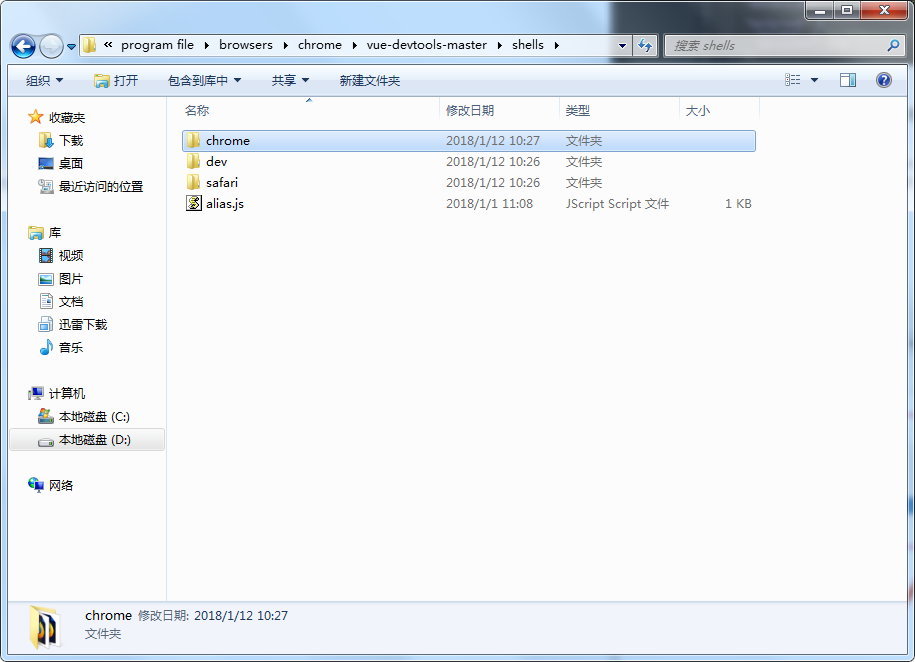 « program file browsers chrome vue-devtools-master shells 搜索 shells
组织 打开 包含到库中 共享 新建文件夹
名称 修改日期 类型 大小
收藏夹
下载
桌面
最近访问的位置
库
视频
图片
文档
迅雷下载
音乐
计算机
本地磁盘 (C:)
本地磁盘 (D:)
网络
chrome 2018/1/12 10:27 文件夹
dev 2018/1/12 10:26 文件夹
safari 2018/1/12 10:26 文件夹
alias.js 2018/1/1 11:08 JScript Script 文件 1 KB
chrome 修改日期: 2018/1/12 10:27
文件夹